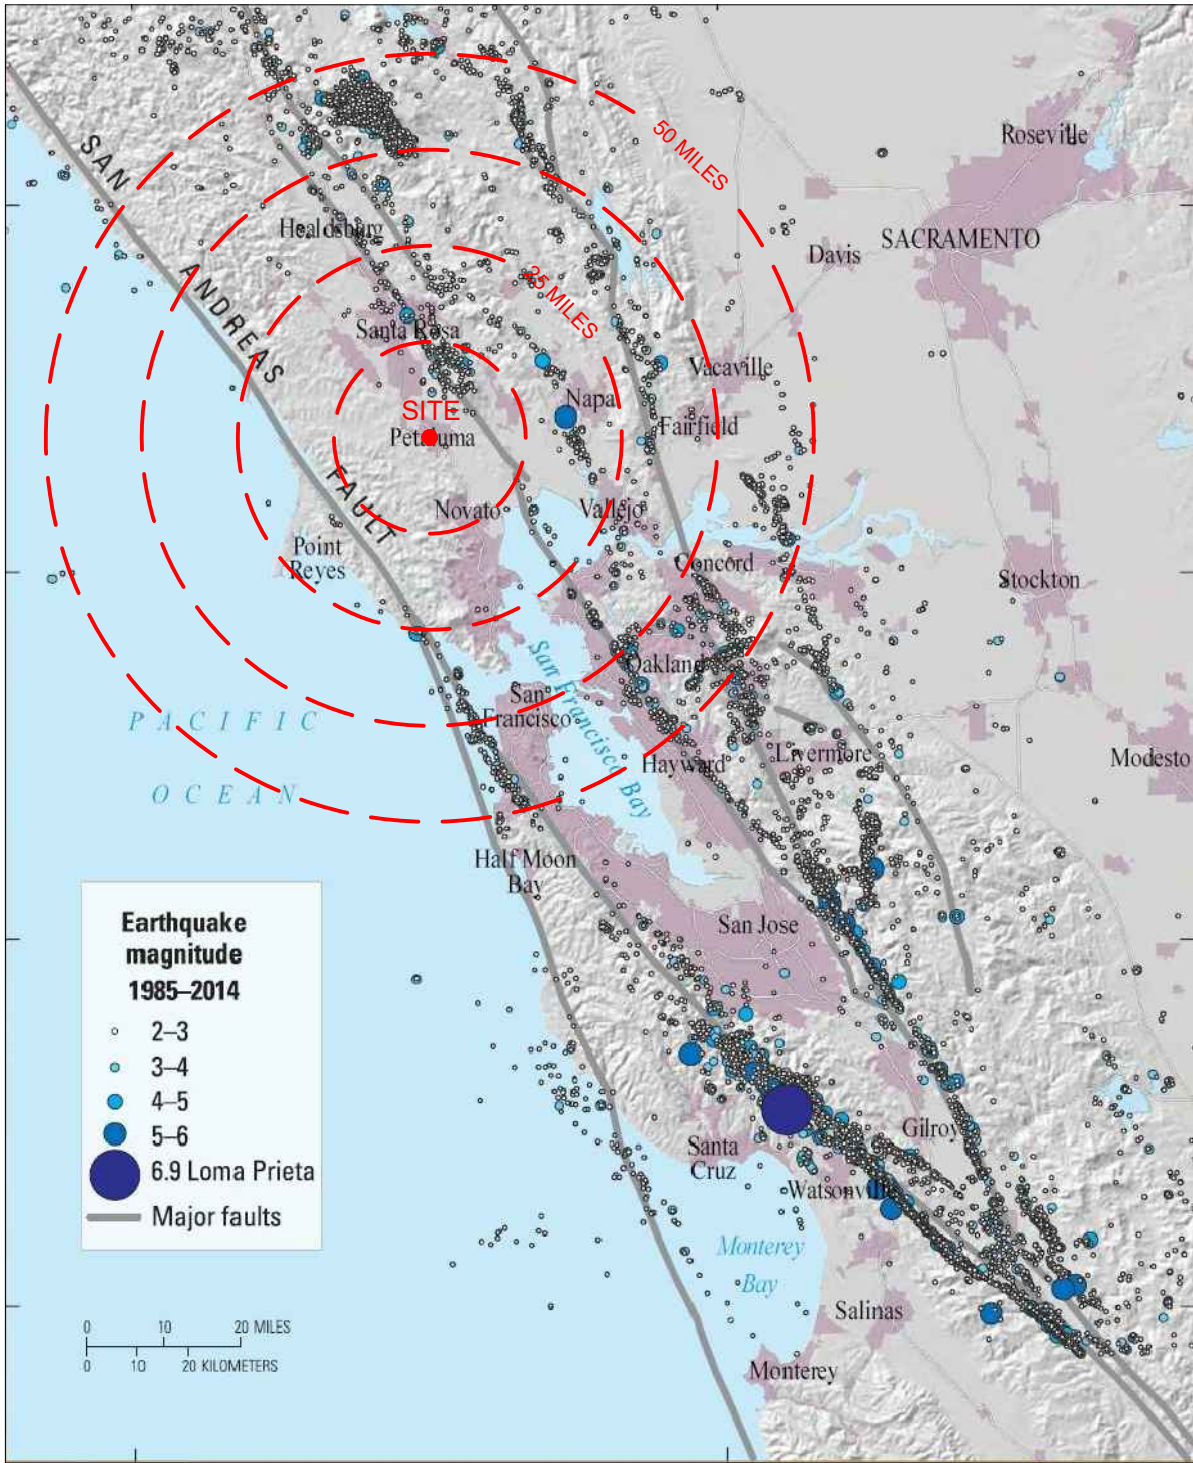 50 MILES
Roseville
SAN ANDREAS FAULT
Healdsburg
SACRAMENTO
Davis
25 MILES
Santa Rosa
Vacaville
Napa
SITE
Petaluma
Fairfield
Novato
Vallejo
Point
Reyes
Concord
Stockton
San Francisco Bay
Oakland
San
Francisco
PACIFIC
OCEAN
Hayward
Livermore
Modesto
Half Moon
Bay
San Jose
Earthquake
magnitude
1985–2014
2–3
3–4
4–5
5–6
6.9 Loma Prieta
Major faults
Gilroy
Santa
Cruz
Watsonville
Monterey
Bay
Salinas
Monterey
0 10 20 MILES
0 10 20 KILOMETERS